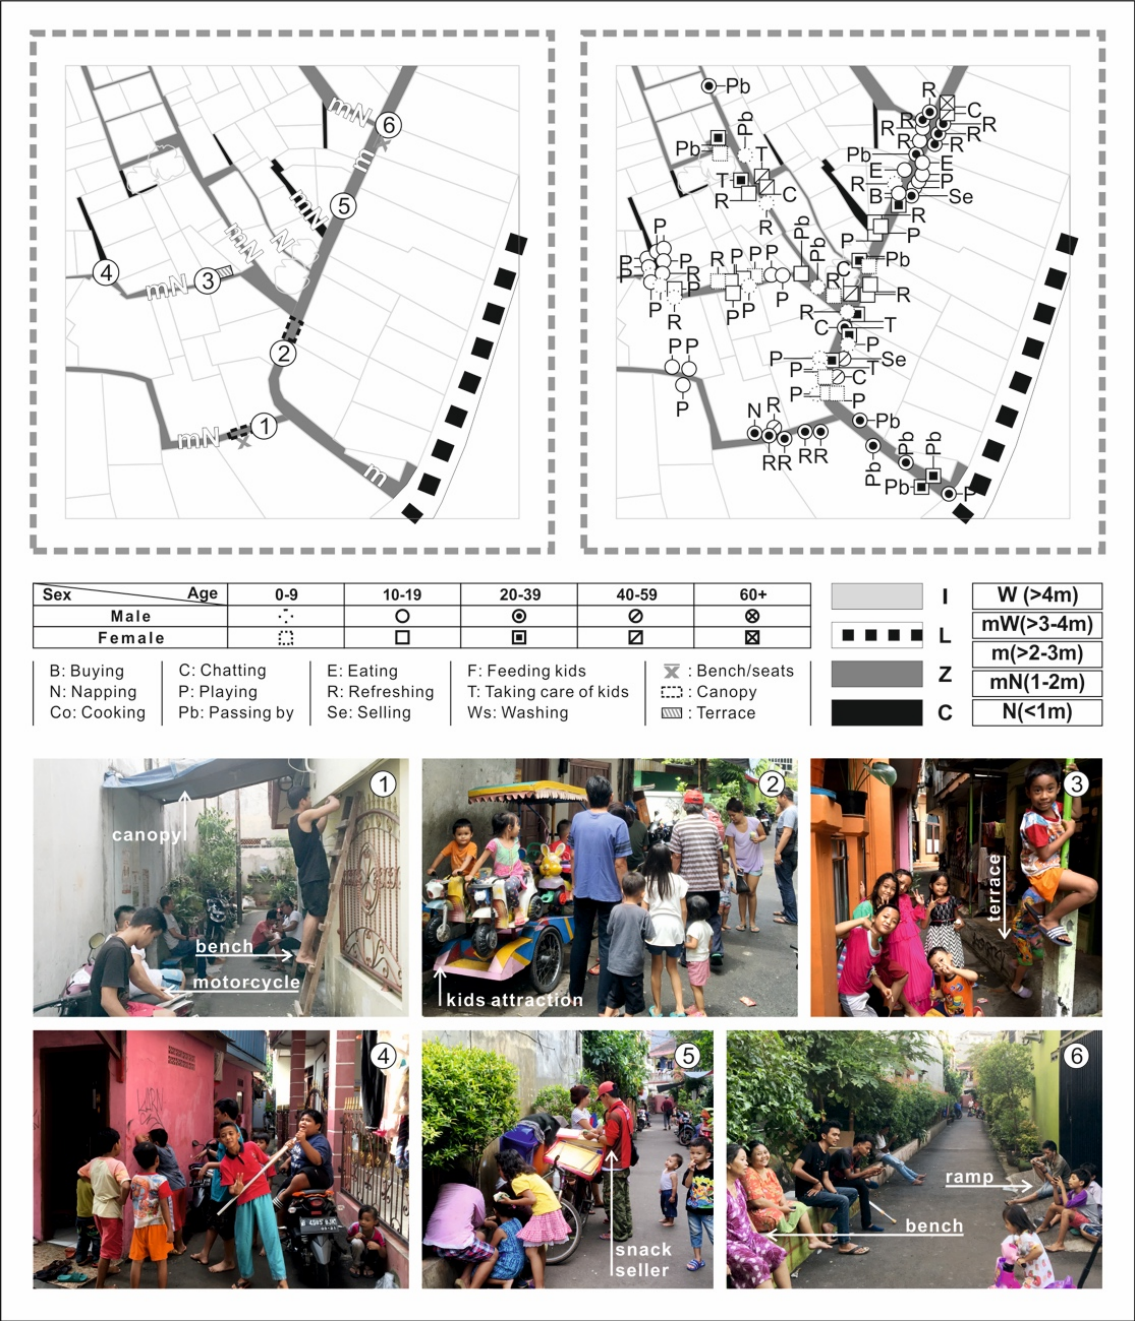 mN
6
m
5
mN
mN
N
4
3
mN
2
1
mN
m
Pb
R
C
Pb
R
R
R
Pb
T
Pb
E
E
T
R
P
R
C
B
Se
R
R
P
P
P
Pb
Pb
P
P
R
R
P
P
P
P
C
Pb
P
P
R
P
R
P
P
P
R
C
T
P
P
P
P
Se
T
P
C
P
P
P
N
R
Pb
RR
RR
Pb
Pb
Pb
Pb
P
Sex Age 0-9 10-19 20-39 40-59 60+
Male
Female
B: Buying C: Chatting E: Eating F: Feeding kids : Bench/seats
N: Napping P: Playing R: Refreshing T: Taking care of kids : Canopy
Co: Cooking Pb: Passing by Se: Selling Ws: Washing : Terrace
I W (>4m)
L mW(>3-4m)
m(>2-3m)
Z mN(1-2m)
C N(<1m)
1
canopy
bench
motorcycle
2
kids attraction
3
terrace
4
5
snack
seller
6
ramp
bench